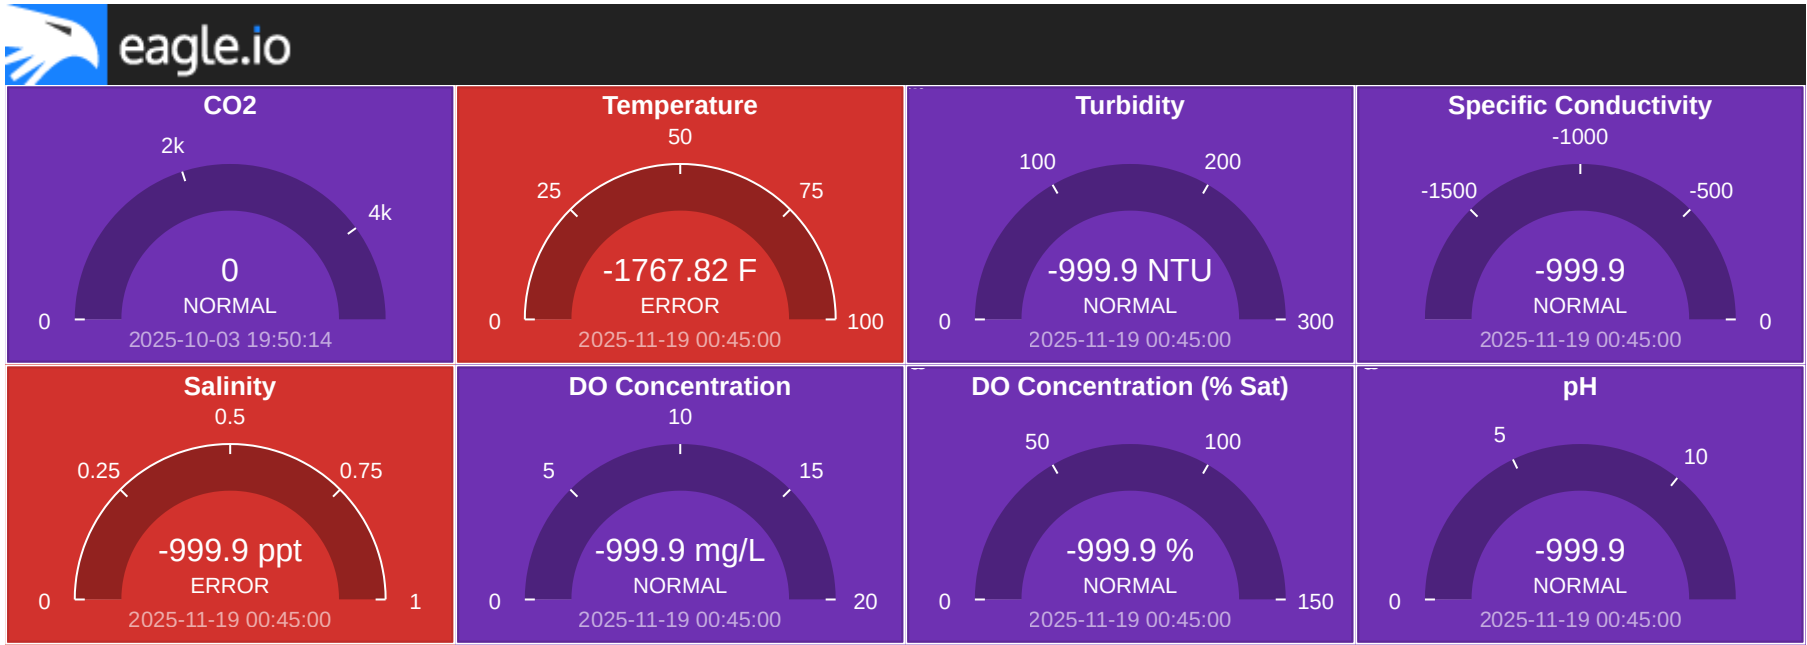 eagle.io
CO2
2k
4k
0
0
NORMAL
2025-10-03 19:50:14
Temperature
50
25
75
-1767.82 F
ERROR
0
100
2025-11-19 00:45:00
Turbidity
100
200
-999.9 NTU
NORMAL
0
300
2025-11-19 00:45:00
Specific Conductivity
-1000
-1500
-500
-999.9
NORMAL
0
2025-11-19 00:45:00
Salinity
0.5
0.25
0.75
-999.9 ppt
ERROR
0
1
2025-11-19 00:45:00
DO Concentration
10
5
15
-999.9 mg/L
NORMAL
0
20
2025-11-19 00:45:00
DO Concentration (% Sat)
50
100
-999.9 %
NORMAL
0
150
2025-11-19 00:45:00
pH
5
10
-999.9
NORMAL
0
2025-11-19 00:45:00